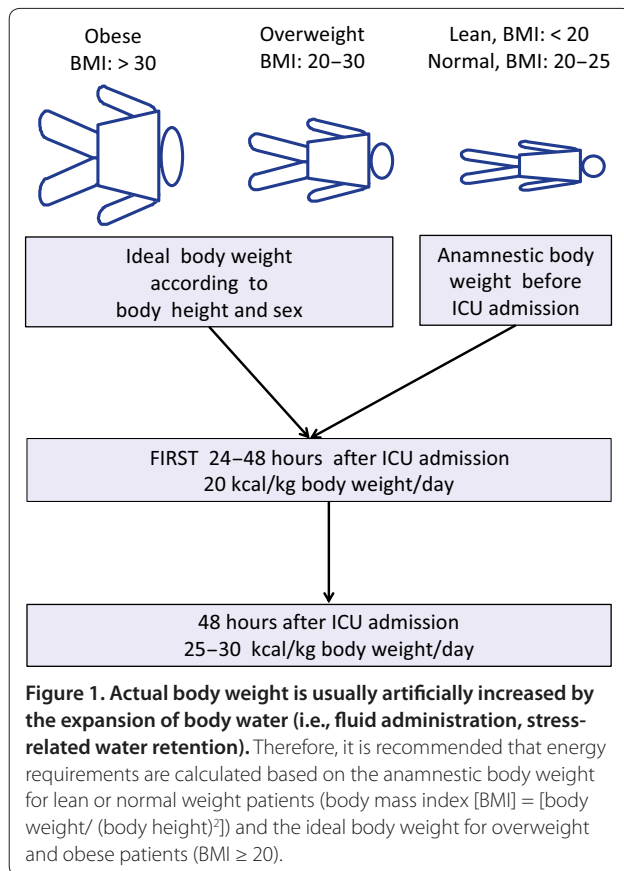 Obese
BMI: > 30
Overweight
BMI: 20–30
Lean, BMI: < 20
Normal, BMI: 20–25
Ideal body weight
according to
body height and sex
Anamnestic body
weight before
ICU admission
FIRST 24–48 hours after ICU admission
20 kcal/kg body weight/day
48 hours after ICU admission
25–30 kcal/kg body weight/day
Figure 1. Actual body weight is usually artificially increased by
the expansion of body water (i.e., fluid administration, stress-
related water retention). Therefore, it is recommended that energy
requirements are calculated based on the anamnestic body weight
for lean or normal weight patients (body mass index [BMI] = [body
weight/ (body height)²]) and the ideal body weight for overweight
and obese patients (BMI ≥ 20).